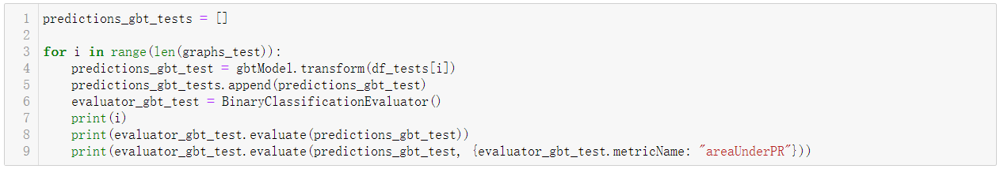 1 predictions_gbt_tests = []
2
3 for i in range(len(graphs_test)):
4     predictions_gbt_test = gbtModel.transform(df_tests[i])
5     predictions_gbt_tests.append(predictions_gbt_test)
6     evaluator_gbt_test = BinaryClassificationEvaluator()
7     print(i)
8     print(evaluator_gbt_test.evaluate(predictions_gbt_test))
9     print(evaluator_gbt_test.evaluate(predictions_gbt_test, {evaluator_gbt_test.metricName: "areaUnderPR"}))